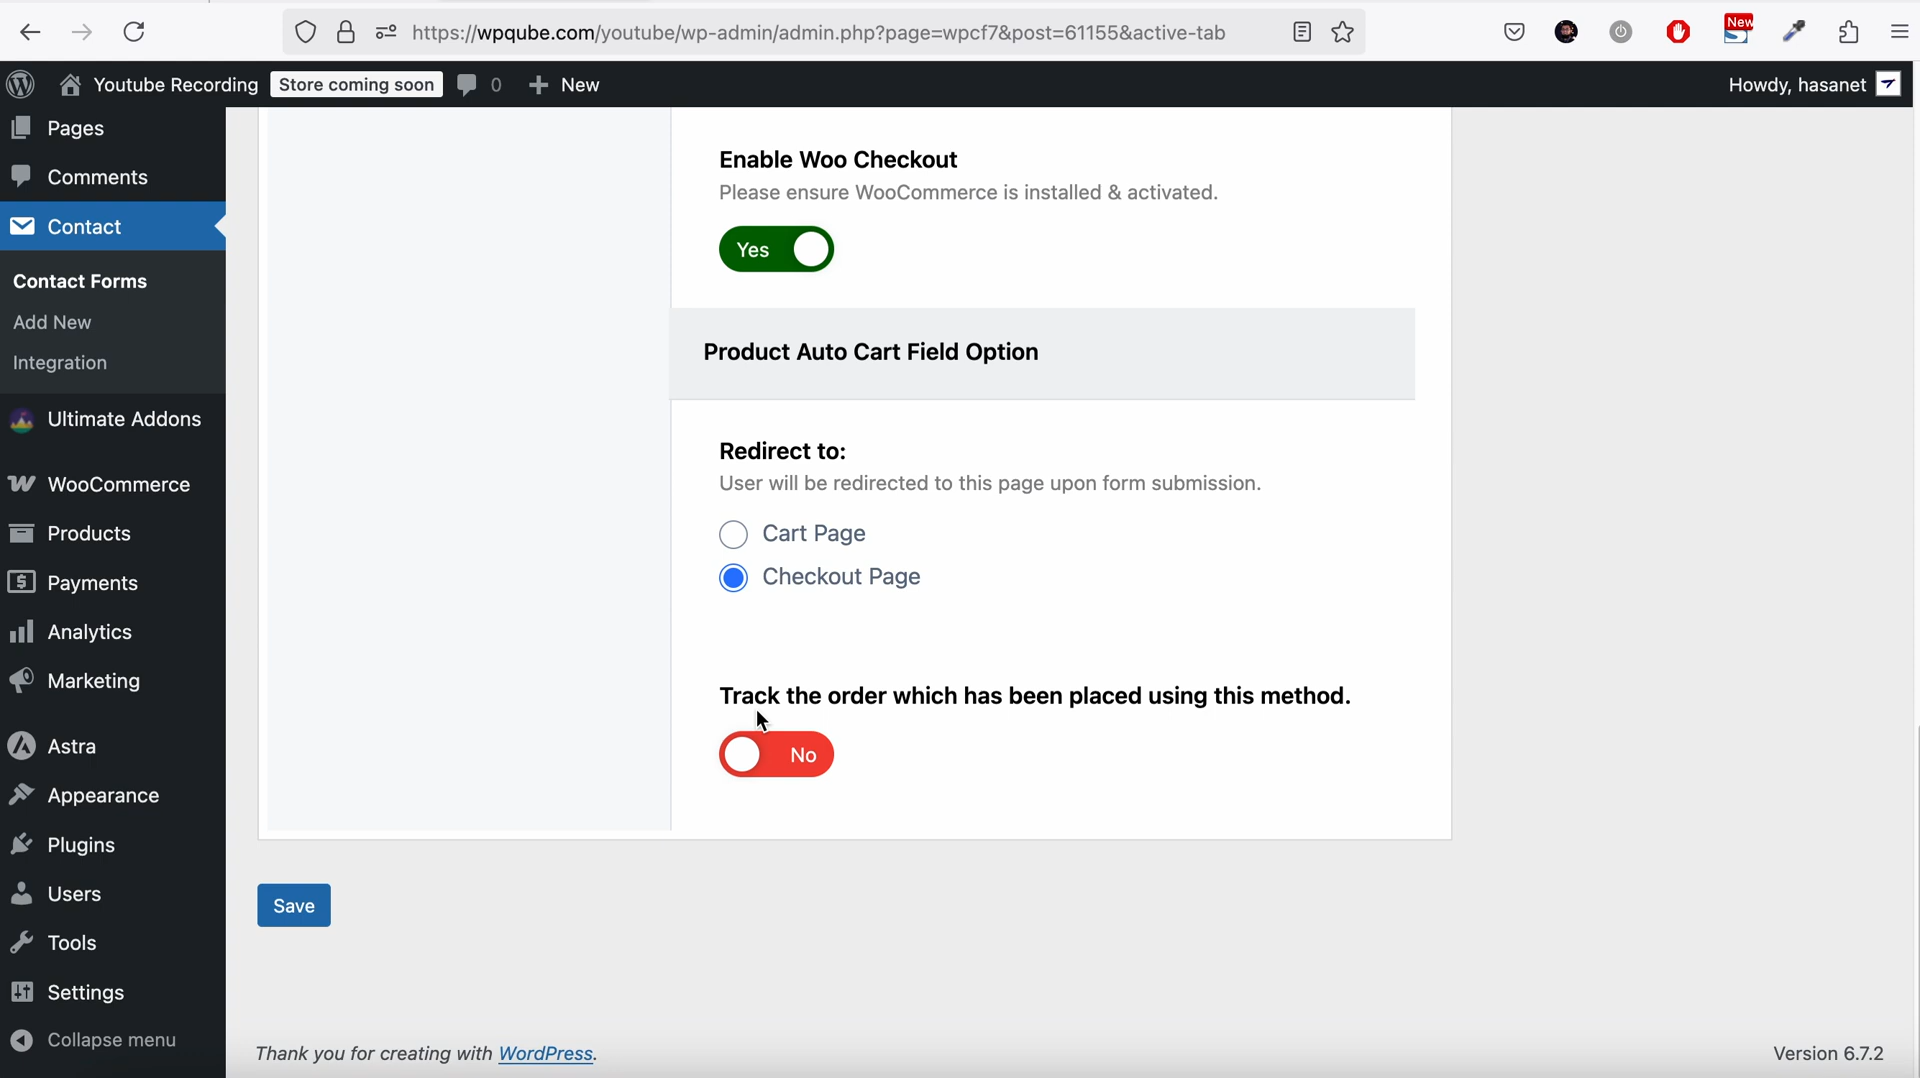 https://wpqube.com/youtube/wp-admin/admin.php?page=wpcf7&post=61155&active-tab
New
Youtube Recording
Store coming soon
0
New
Howdy, hasanet
Pages
Comments
Contact
Contact Forms
Add New
Integration
Ultimate Addons
WooCommerce
Products
Payments
Analytics
Marketing
Astra
Appearance
Plugins
Users
Tools
Settings
Collapse menu
Enable Woo Checkout
Please ensure WooCommerce is installed & activated.
Yes
Product Auto Cart Field Option
Redirect to:
User will be redirected to this page upon form submission.
Cart Page
Checkout Page
Track the order which has been placed using this method.
No
Save
Thank you for creating with WordPress.
Version 6.7.2